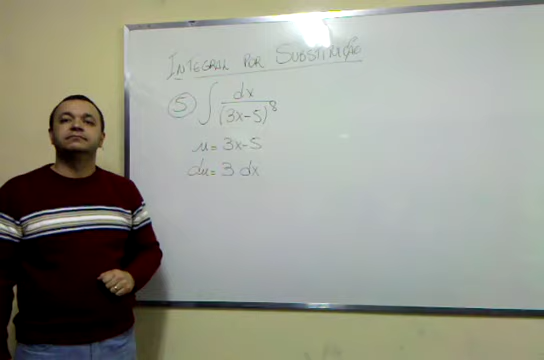 INTEGRAL POR SUBSTITUIÇÃO
5 ∫ dx/(3x-5)^8
u = 3x-5
du = 3 dx